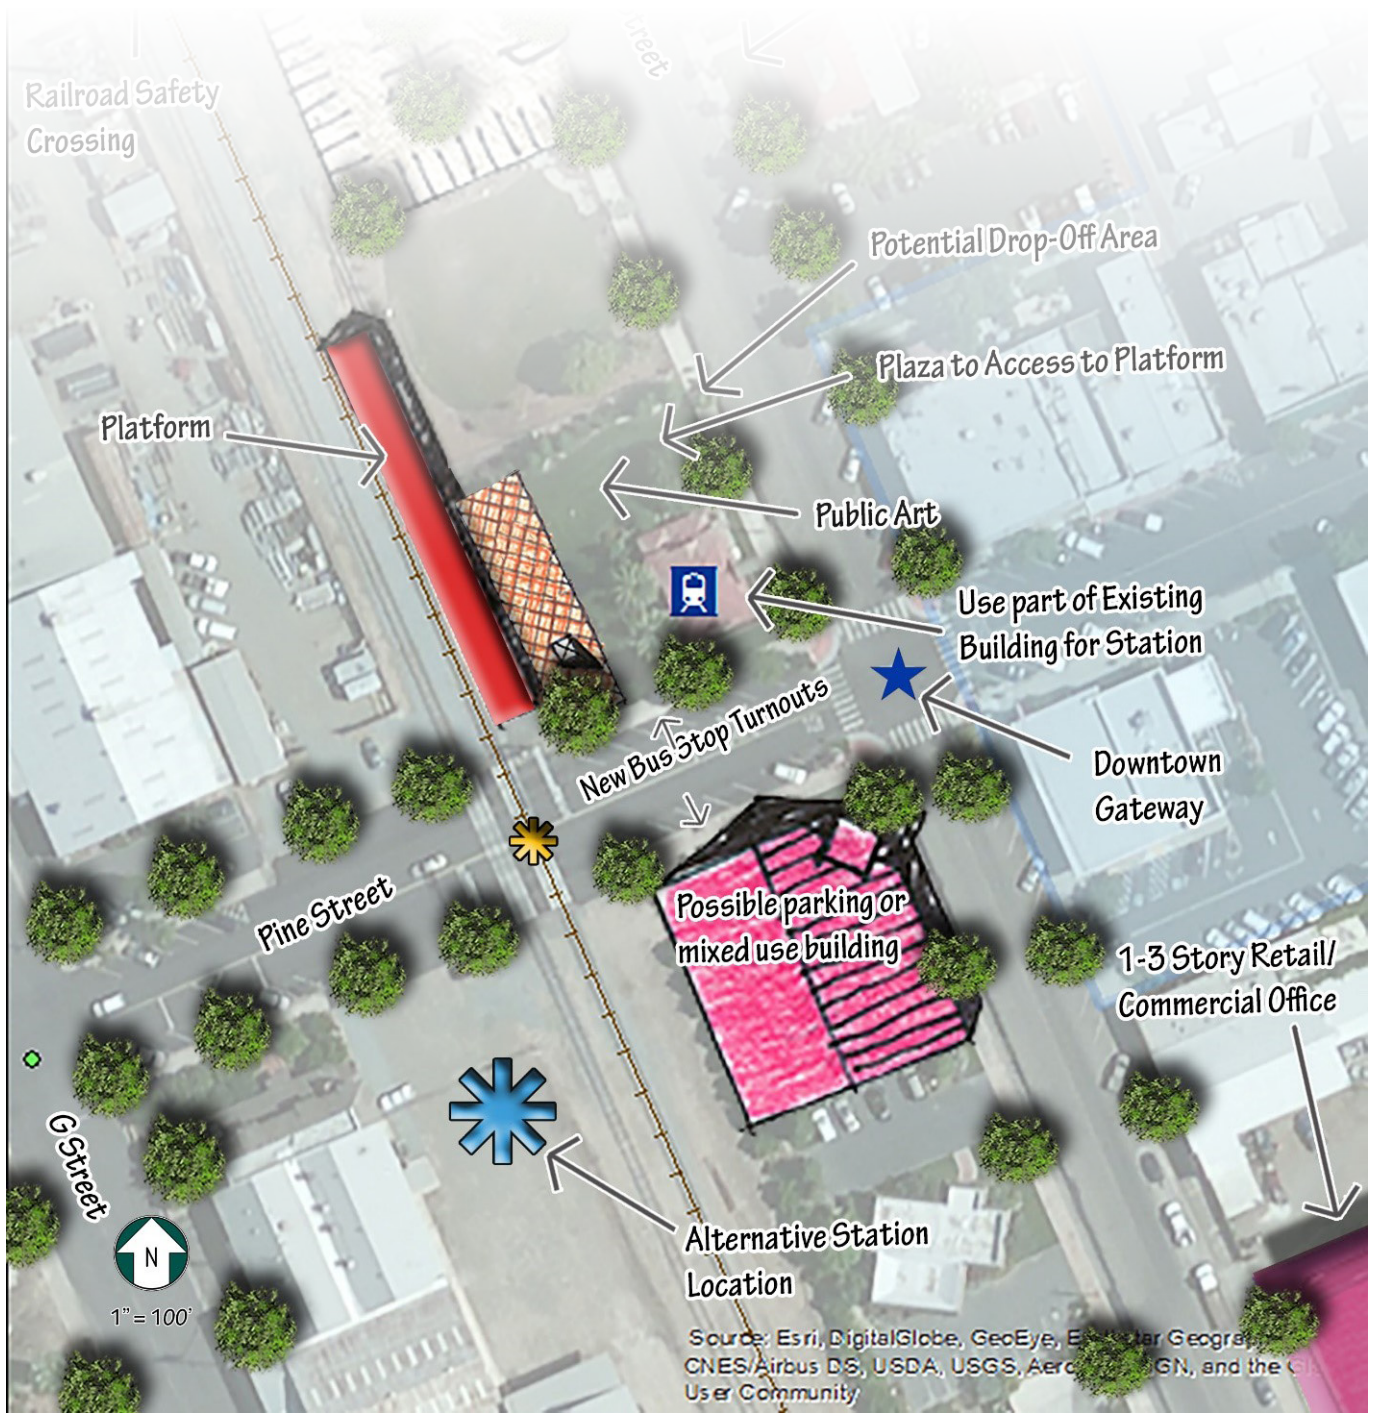 treet
Railroad Safety
Crossing
Potential Drop-Off Area
Plaza to Access to Platform
Platform
Public Art
Use part of Existing
Building for Station
New Bus Stop Turnouts
Downtown
Gateway
Pine Street
Possible parking or
mixed use building
1-3 Story Retail/
Commercial Office
G Street
N
1" = 100'
Alternative Station
Location
Source: Esri, DigitalGlobe, GeoEye,
CNES/Airbus DS, USDA, USGS, and the
User Community